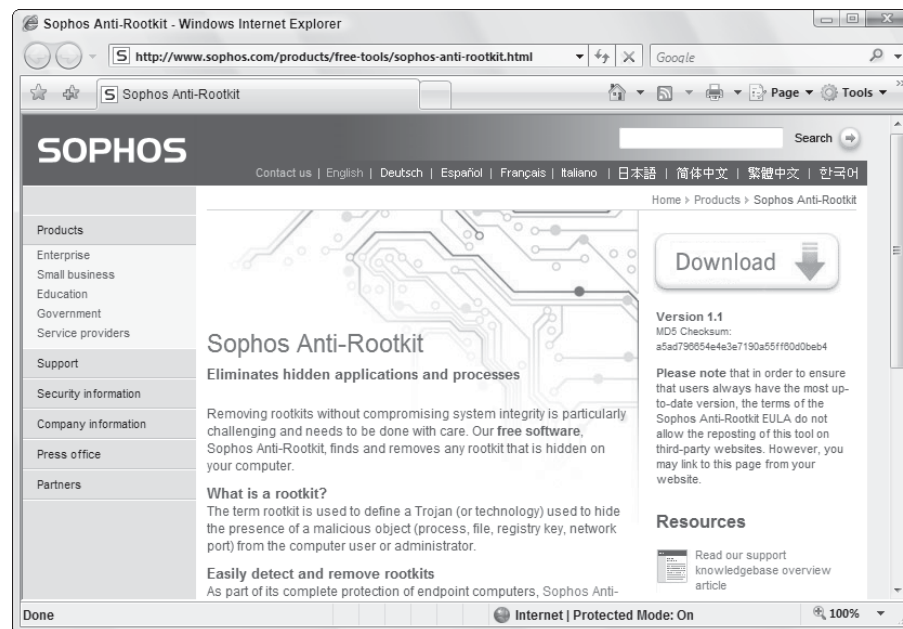 Sophos Anti-Rootkit - Windows Internet Explorer
S http://www.sophos.com/products/free-tools/sophos-anti-rootkit.html
Google
S Sophos Anti-Rootkit
Page
Tools
SOPHOS
Search
Contact us | English | Deutsch | Español | Français | Italiano | 日本語 | 简体中文 | 繁體中文 | 한국어
Home > Products > Sophos Anti-Rootkit
Products
Enterprise
Small business
Education
Government
Service providers
Support
Security information
Company information
Press office
Partners
Sophos Anti-Rootkit
Eliminates hidden applications and processes
Removing rootkits without compromising system integrity is particularly
challenging and needs to be done with care. Our free software,
Sophos Anti-Rootkit, finds and removes any rootkit that is hidden on
your computer.
What is a rootkit?
The term rootkit is used to define a Trojan (or technology) used to hide
the presence of a malicious object (process, file, registry key, network
port) from the computer user or administrator.
Easily detect and remove rootkits
As part of its complete protection of endpoint computers, Sophos Anti-
Download
Version 1.1
MD5 Checksum:
a5ad796654e4e3e7190a55ff60d0beb4
Please note that in order to ensure
that users always have the most up-
to-date version, the terms of the
Sophos Anti-Rootkit EULA do not
allow the reposting of this tool on
third-party websites. However, you
may link to this page from your
website.
Resources
Read our support
knowledgebase overview
article
Done
Internet | Protected Mode: On
100%